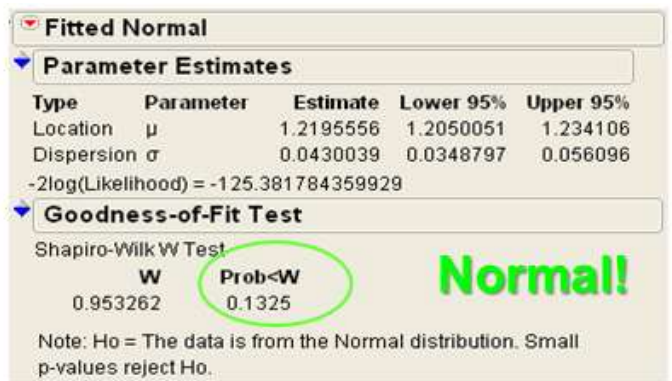 Fitted Normal
Parameter Estimates
Type Parameter Estimate Lower 95% Upper 95%
Location μ 1.2195556 1.2050051 1.234106
Dispersion σ 0.0430039 0.0348797 0.056096
-2log(Likelihood) = -125.381784359929
Goodness-of-Fit Test
Shapiro-Wilk W Test
W Prob<W
0.953262 0.1325
Normal!
Note: Ho = The data is from the Normal distribution. Small
p-values reject Ho.